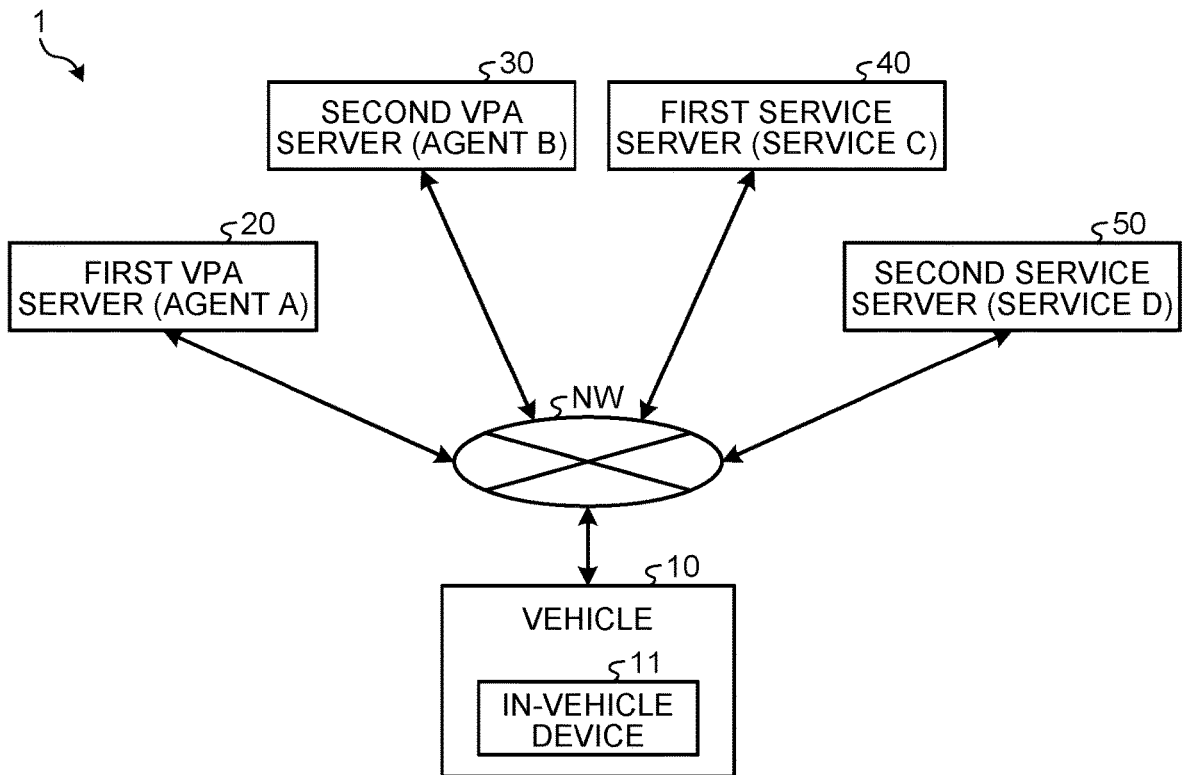 1
30
SECOND VPA
SERVER (AGENT B)
40
FIRST SERVICE
SERVER (SERVICE C)
20
FIRST VPA
SERVER (AGENT A)
50
SECOND SERVICE
SERVER (SERVICE D)
NW
10
VEHICLE
11
IN-VEHICLE
DEVICE